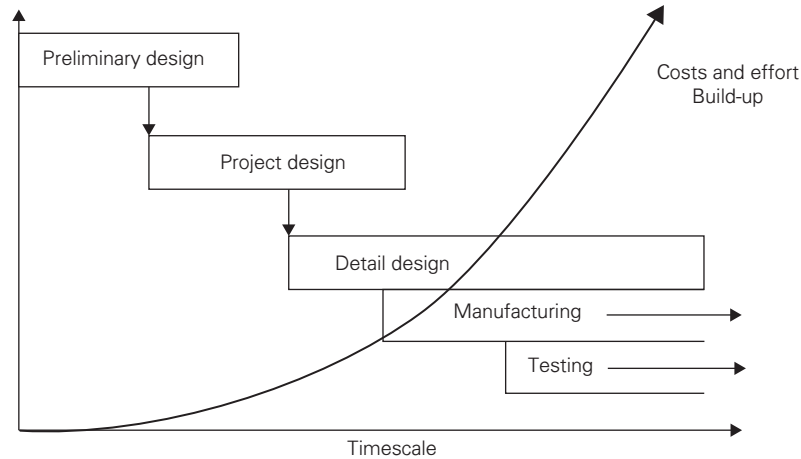 Preliminary design
Costs and effort
Build-up
Project design
Detail design
Manufacturing
Testing
Timescale